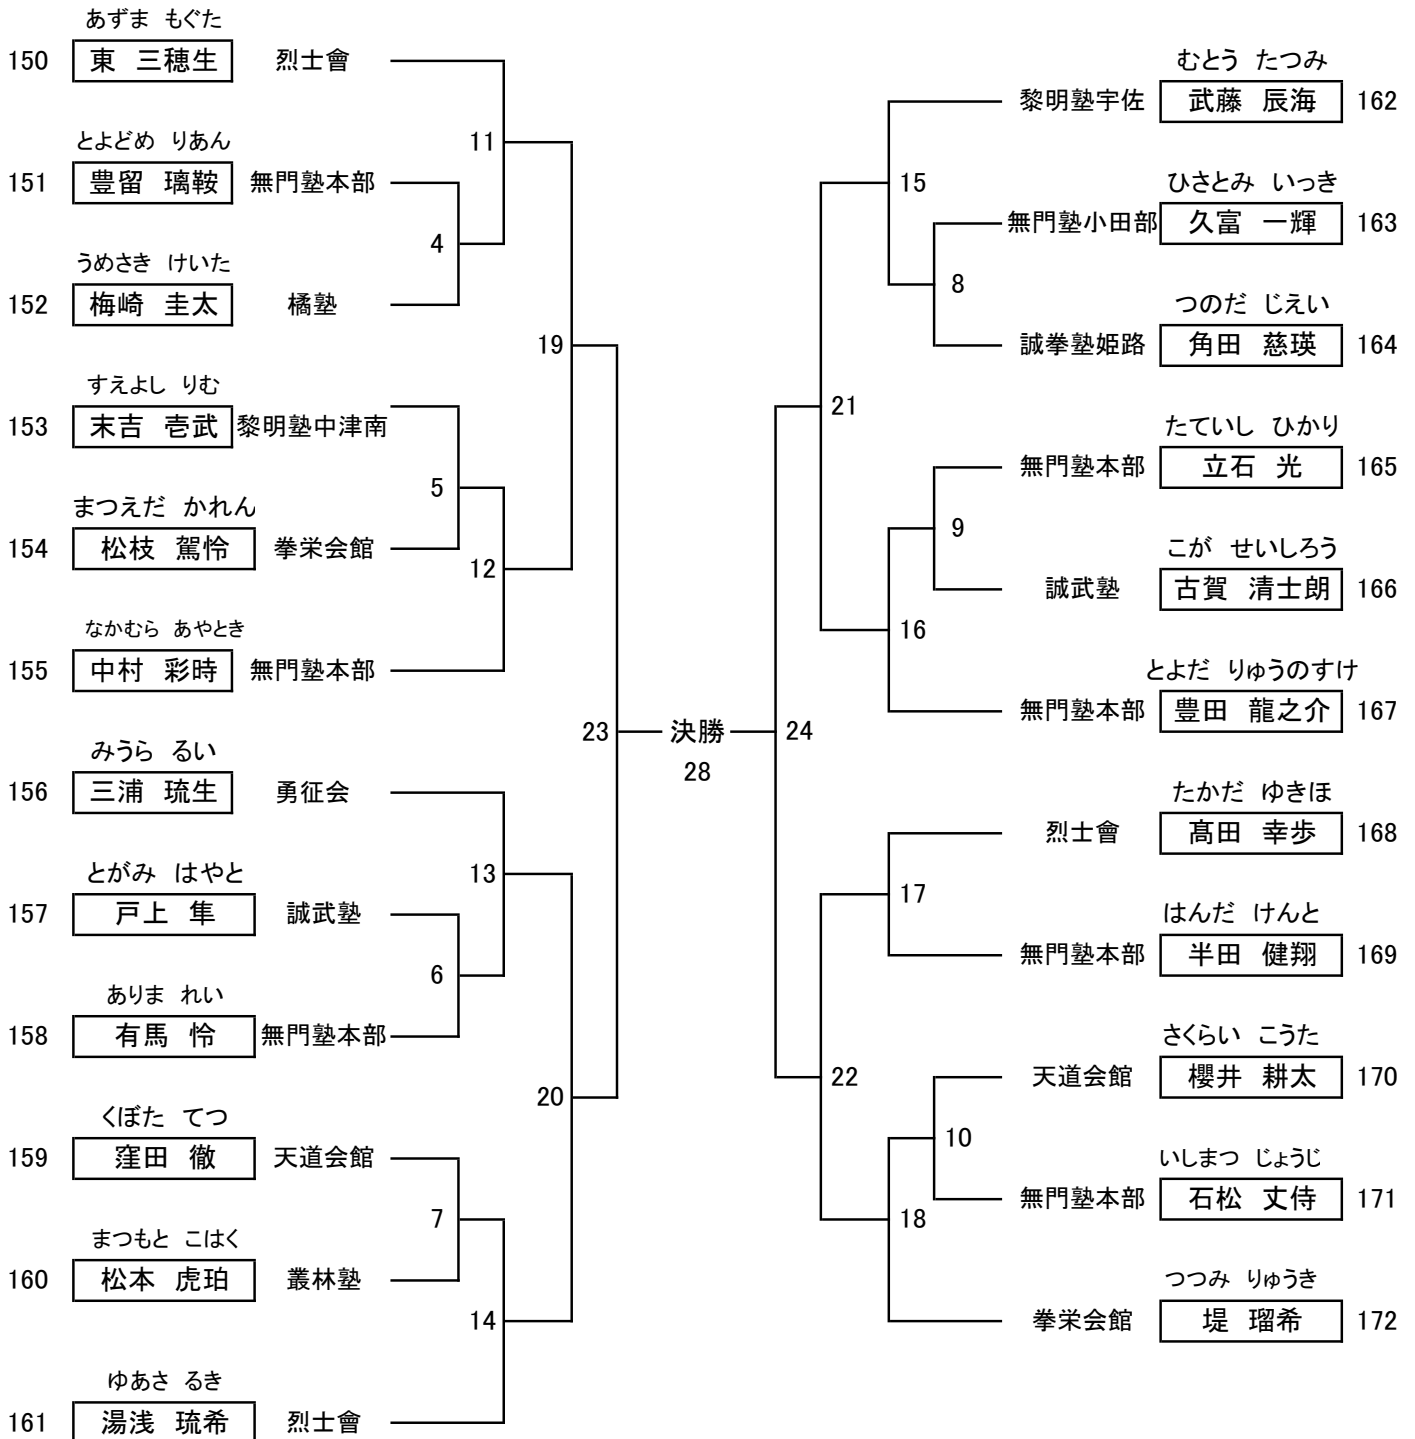 あずま もぐた
150 東 三穂生 烈士會
とよどめ りあん
151 豊留 璃鞍 無門塾本部
うめさき けいた
152 梅崎 圭太 橘塾
すえよし りむ
153 末吉 壱武 黎明塾中津南
まつえだ かれん
154 松枝 駕怜 拳栄会館
なかむら あやとき
155 中村 彩時 無門塾本部
みうら るい
156 三浦 琉生 勇征会
とがみ はやと
157 戸上 隼 誠武塾
ありま れい
158 有馬 怜 無門塾本部
くぼた てつ
159 窪田 徹 天道会館
まつもと こはく
160 松本 虎珀 叢林塾
ゆあさ るき
161 湯浅 琉希 烈士會
11
4
19
5
12
23
13
6
20
7
14
決勝
28
むとう たつみ
黎明塾宇佐 武藤 辰海 162
ひさとみ いっき
無門塾小田部 久富 一輝 163
つのだ じえい
誠拳塾姫路 角田 慈瑛 164
たていし ひかり
無門塾本部 立石 光 165
こが せいしろう
誠武塾 古賀 清士朗 166
とよだ りゅうのすけ
無門塾本部 豊田 龍之介 167
たかだ ゆきほ
烈士會 髙田 幸歩 168
はんだ けんと
無門塾本部 半田 健翔 169
さくらい こうた
天道会館 櫻井 耕太 170
いしまつ じょうじ
無門塾本部 石松 丈侍 171
つつみ りゅうき
拳栄会館 堤 瑠希 172
15
8
21
9
16
24
17
22
10
18